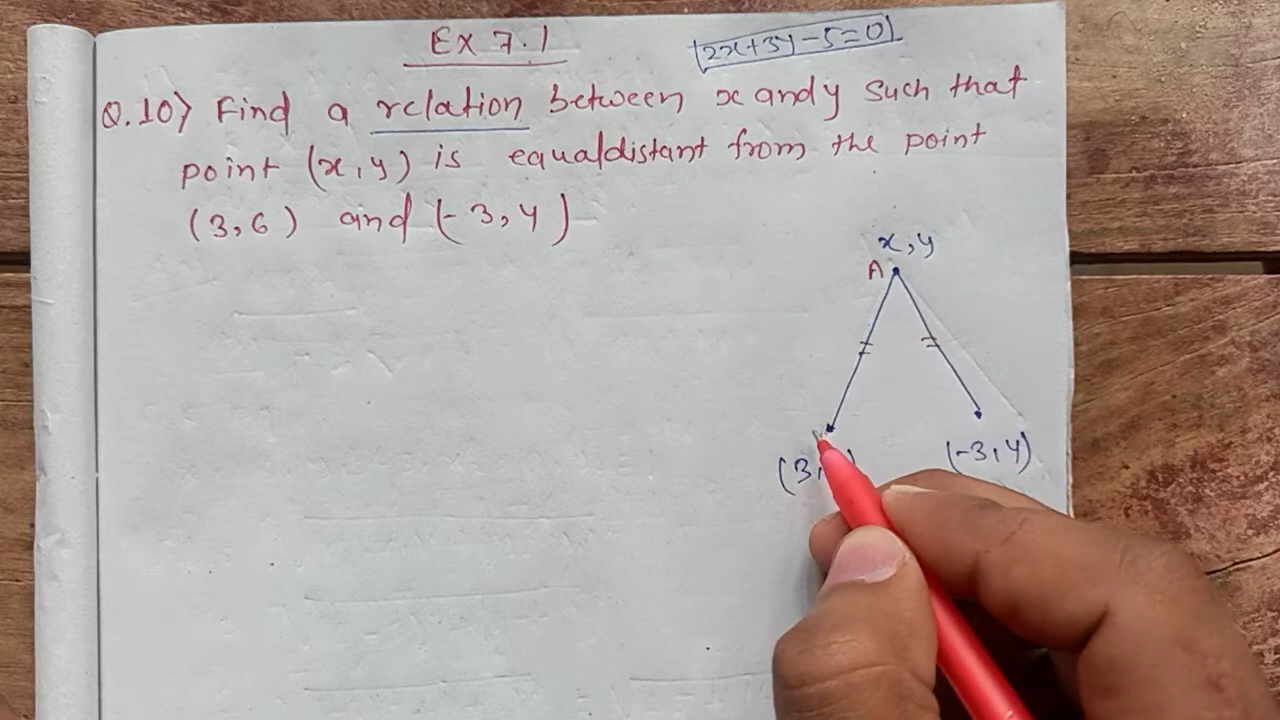 Ex 7.1
2x+3y-5=0
Q.10) Find a relation between x and y such that
point (x,y) is equaldistant from the point
(3,6) and (-3,4)
x,y
A
(-3,4)